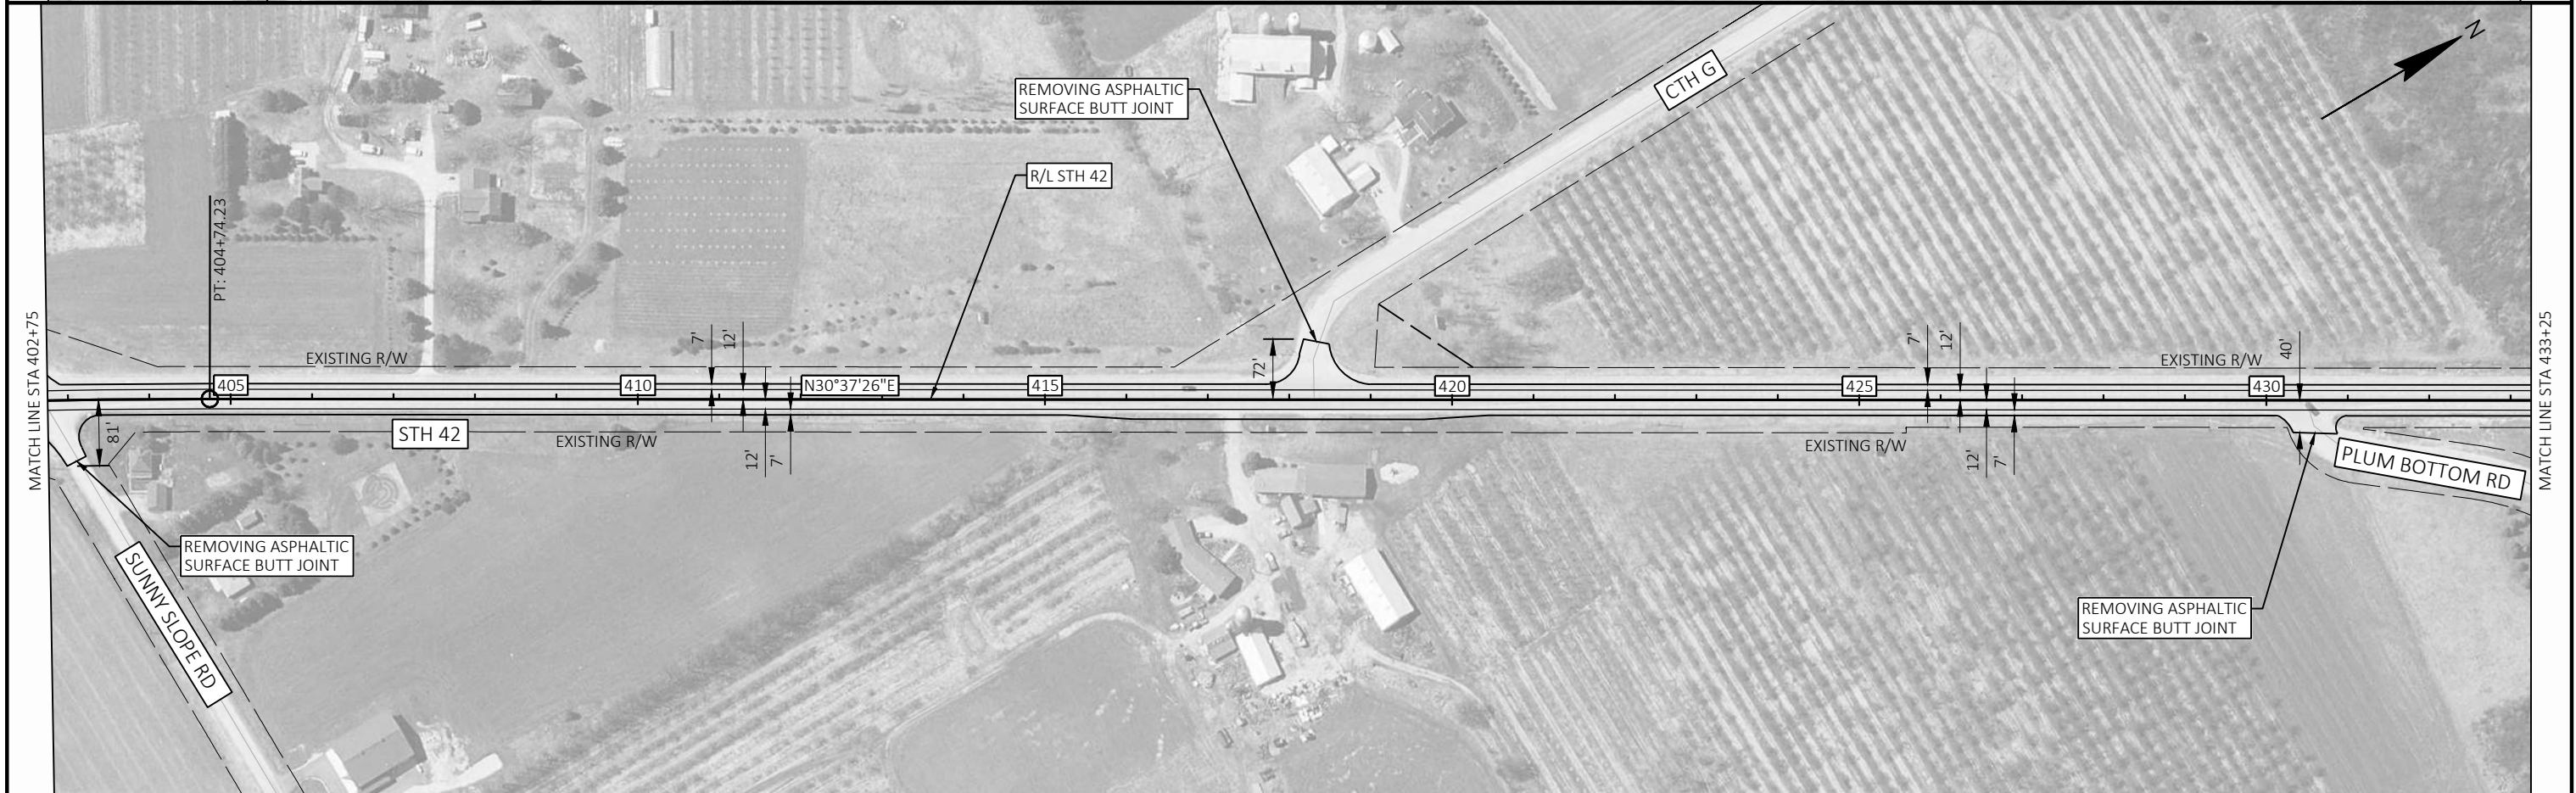 N
CTH G
REMOVING ASPHALTIC
SURFACE BUTT JOINT
R/L STH 42
PT: 404+74.23
MATCH LINE STA 402+75
MATCH LINE STA 433+25
EXISTING R/W
7'
12'
72'
7'
12'
EXISTING R/W
40'
405
410
N30°37'26"E
415
420
425
430
81'
STH 42
EXISTING R/W
12'
7'
EXISTING R/W
12'
7'
PLUM BOTTOM RD
REMOVING ASPHALTIC
SURFACE BUTT JOINT
SUNNY SLOPE RD
REMOVING ASPHALTIC
SURFACE BUTT JOINT